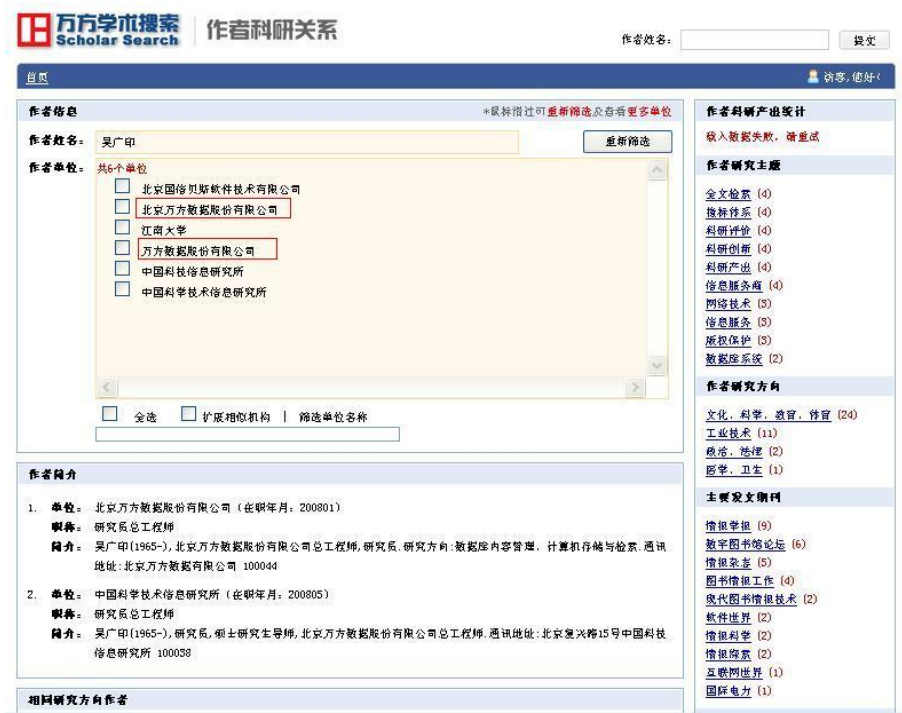 万方学术搜索
Scholar Search
作者科研关系
作者姓名:
提交
首页
访客,您好
作者信息
*鼠标滑过可重新筛选及查看更多单位
作者姓名:
吴广印
重新筛选
作者单位:
共6个单位
北京国信贝斯软件技术有限公司
北京万方数据股份有限公司
江南大学
万方数据股份有限公司
中国科技信息研究所
中国科学技术信息研究所
全选
扩展相似机构 | 筛选单位名称
作者简介
1. 单位: 北京万方数据股份有限公司 (在职年月: 200801)
职称: 研究员总工程师
简介: 吴广印(1965-),北京万方数据股份有限公司总工程师,研究员.研究方向:数据库内容管理. 计算机存储与检索.通讯
地址:北京万方数据有限公司 100044
2. 单位: 中国科学技术信息研究所 (在职年月: 200805)
职称: 研究员总工程师
简介: 吴广印(1965-),研究员,硕士研究生导师,北京万方数据股份有限公司总工程师.通讯地址:北京复兴路15号中国科技
信息研究所 100038
相同研究方向作者
作者科研产出统计
载入数据失败, 请重试
作者研究主题
全文检索 (4)
指标体系 (4)
科研评价 (4)
科研创新 (4)
科研产出 (4)
信息服务商 (4)
网络技术 (3)
信息服务 (3)
版权保护 (3)
数据库系统 (2)
作者研究方向
文化, 科学, 教育, 体育 (24)
工业技术 (11)
政治, 法律 (2)
医学, 卫生 (1)
主要发文期刊
情报学报 (9)
数字图书馆论坛 (6)
情报杂志 (5)
图书情报工作 (4)
现代图书情报技术 (2)
软件世界 (2)
情报科学 (2)
情报探索 (2)
互联网世界 (1)
国际电力 (1)